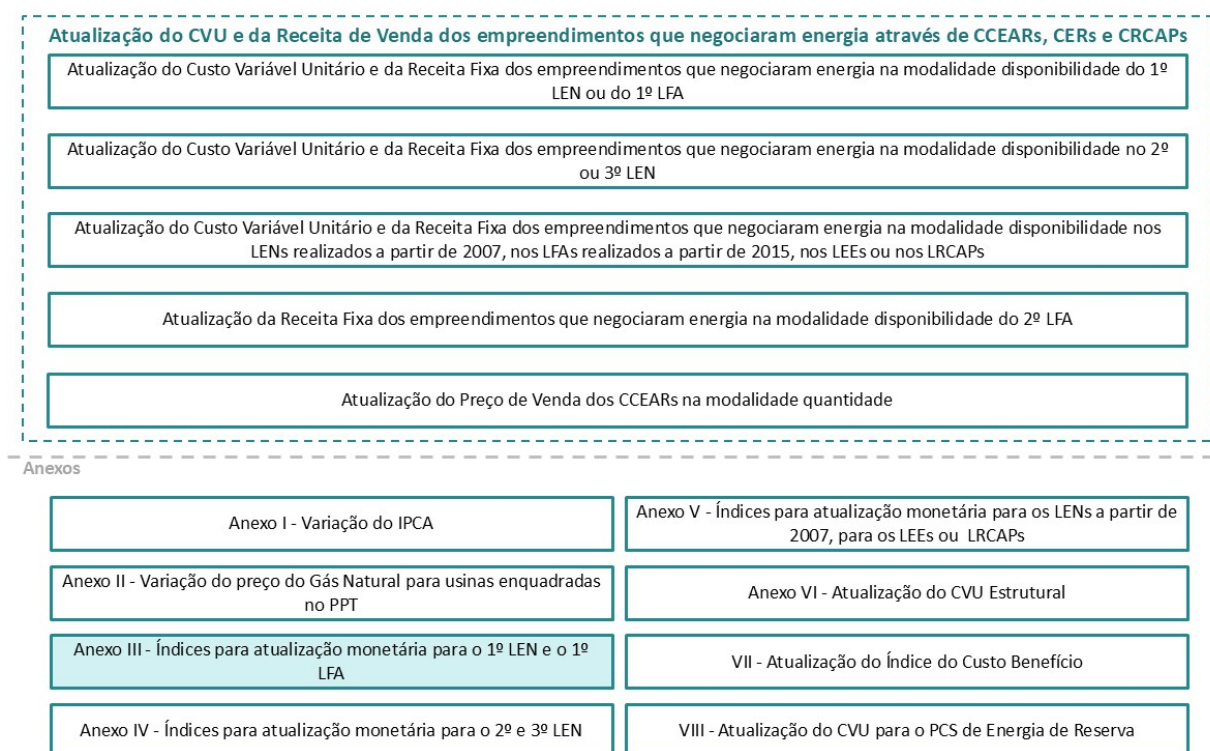 Atualização do CVU e da Receita de Venda dos empreendimentos que negociaram energia através de CCEARs, CERs e CRCAPs
Atualização do Custo Variável Unitário e da Receita Fixa dos empreendimentos que negociaram energia na modalidade disponibilidade do 1º
LEN ou do 1º LFA
Atualização do Custo Variável Unitário e da Receita Fixa dos empreendimentos que negociaram energia na modalidade disponibilidade no 2º
ou 3º LEN
Atualização do Custo Variável Unitário e da Receita Fixa dos empreendimentos que negociaram energia na modalidade disponibilidade nos
LENs realizados a partir de 2007, nos LFAs realizados a partir de 2015, nos LEEs ou nos LRCAPs
Atualização da Receita Fixa dos empreendimentos que negociaram energia na modalidade disponibilidade do 2º LFA
Atualização do Preço de Venda dos CCEARs na modalidade quantidade
Anexos
Anexo I - Variação do IPCA
Anexo II - Variação do preço do Gás Natural para usinas enquadradas
no PPT
Anexo III - Índices para atualização monetária para o 1º LEN e o 1º
LFA
Anexo IV - Índices para atualização monetária para o 2º e 3º LEN
Anexo V - Índices para atualização monetária para os LENs a partir de
2007, para os LEEs ou LRCAPs
Anexo VI - Atualização do CVU Estrutural
VII - Atualização do Índice do Custo Benefício
VIII - Atualização do CVU para o PCS de Energia de Reserva